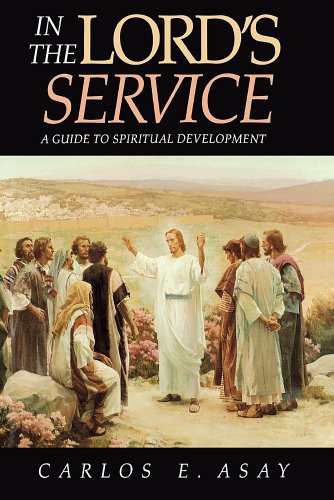 IN
THE LORD'S
SERVICE
A GUIDE TO SPIRITUAL DEVELOPMENT
CARLOS E. ASAY